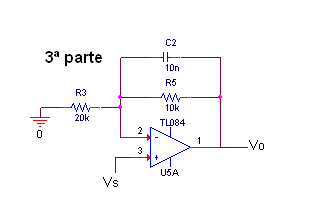 C2
3ª parte
10n
R3
R5
20k
10k
TL084
2
-
1
Vo
0
3
+
Vs
U5A